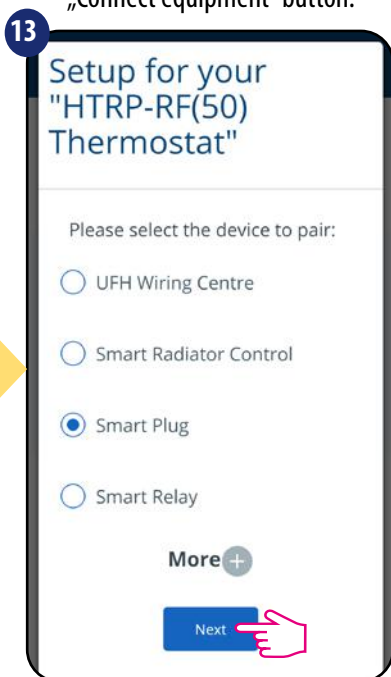 „Connect equipment" button.
13
Setup for your
"HTRP-RF(50)
Thermostat"
Please select the device to pair:
UFH Wiring Centre
Smart Radiator Control
Smart Plug
Smart Relay
More +
Next